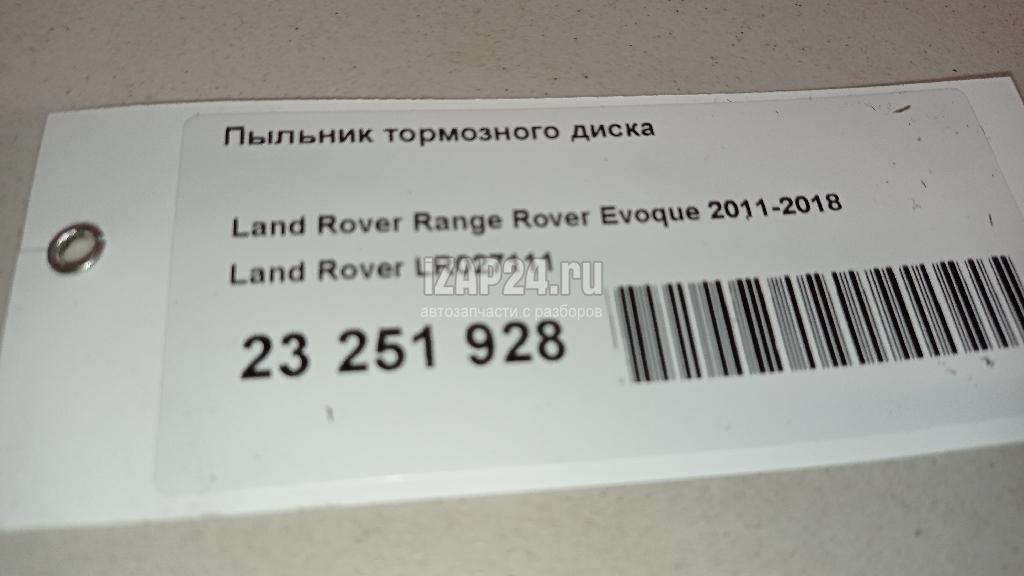 Пыльник тормозного диска
Land Rover Range Rover Evoque 2011-2018
Land Rover LR027111
iZAP24.ru
автозапчасти с разборов
23 251 928